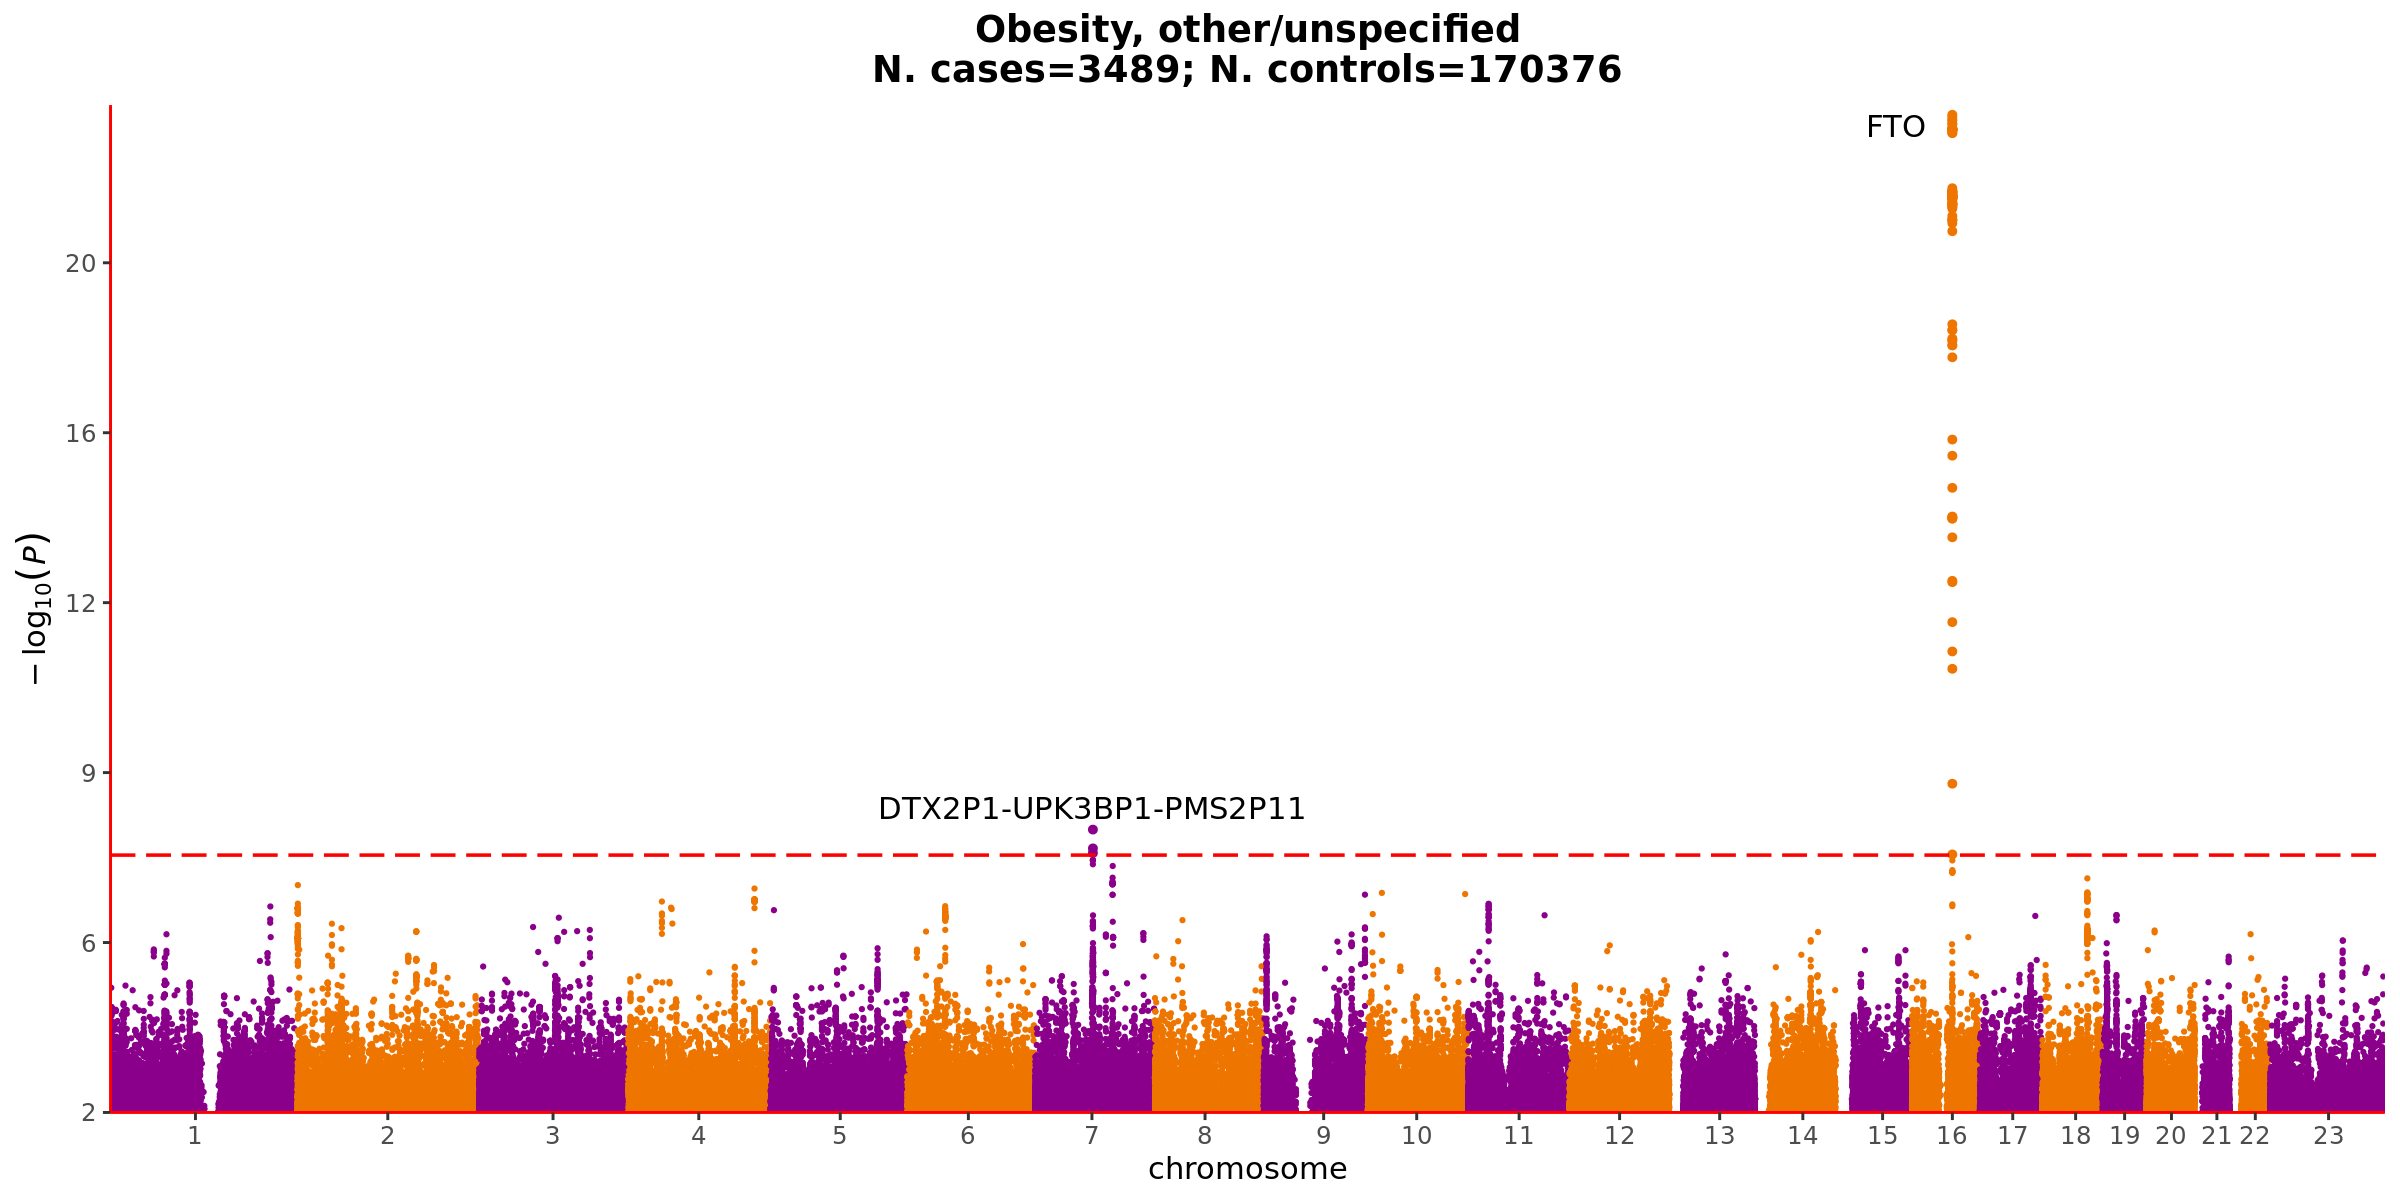 Obesity, other/unspecified
N. cases=3489; N. controls=170376
FTO
20
16
− log₁₀(P)
12
9
DTX2P1-UPK3BP1-PMS2P11
6
2
1 2 3 4 5 6 7 8 9 10 11 12 13 14 15 16 17 18 19 20 21 22 23
chromosome